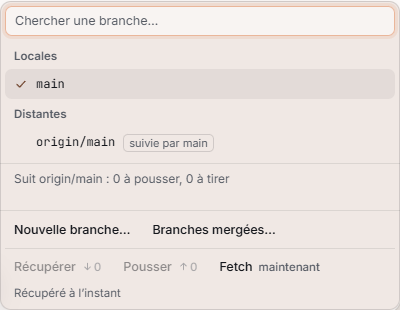 Chercher une branche…
Locales
✓ main
Distantes
origin/main suivie par main
Suit origin/main : 0 à pousser, 0 à tirer
Nouvelle branche… Branches mergées…
Récupérer ↓ 0 Pousser ↑ 0 Fetch maintenant
Récupéré à l’instant